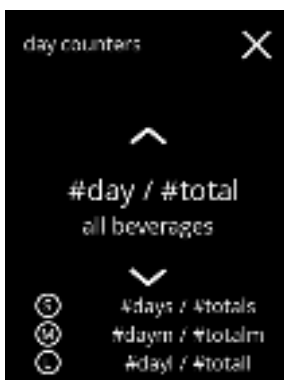 day counters
#day / #total
all beverages
S #days / #totals
M #daym / #totalm
L #dayl / #totall